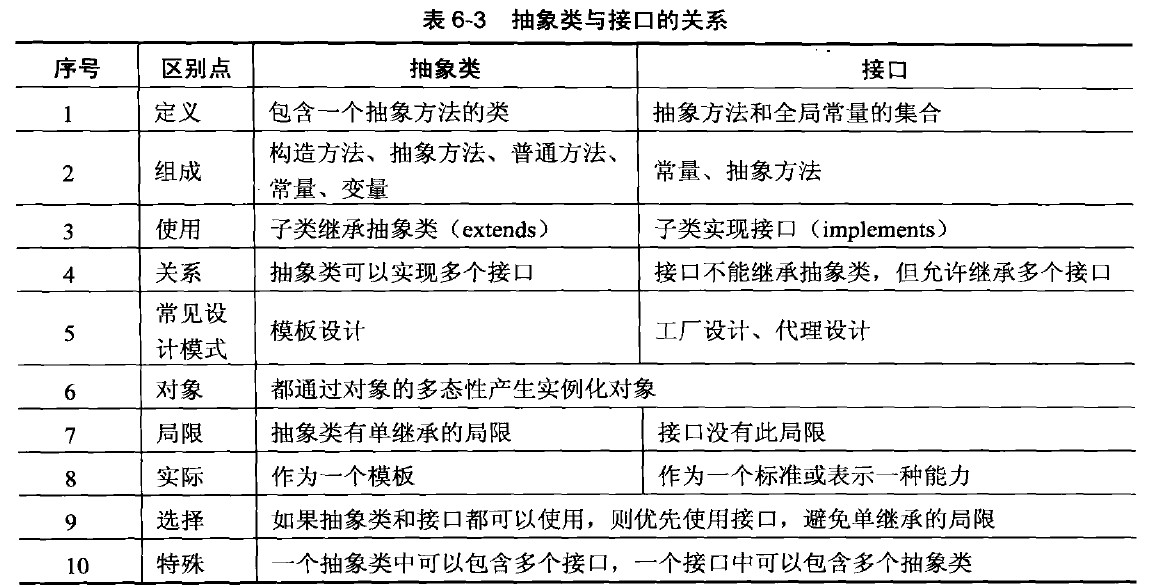 表 6-3 抽象类与接口的关系
序号 区别点 抽象类 接口
1 定义 包含一个抽象方法的类 抽象方法和全局常量的集合
2 组成 构造方法、抽象方法、普通方法、
常量、变量 常量、抽象方法
3 使用 子类继承抽象类（extends） 子类实现接口（implements）
4 关系 抽象类可以实现多个接口 接口不能继承抽象类，但允许继承多个接口
5 常见设
计模式 模板设计 工厂设计、代理设计
6 对象 都通过对象的多态性产生实例化对象
7 局限 抽象类有单继承的局限 接口没有此局限
8 实际 作为一个模板 作为一个标准或表示一种能力
9 选择 如果抽象类和接口都可以使用，则优先使用接口，避免单继承的局限
10 特殊 一个抽象类中可以包含多个接口，一个接口中可以包含多个抽象类